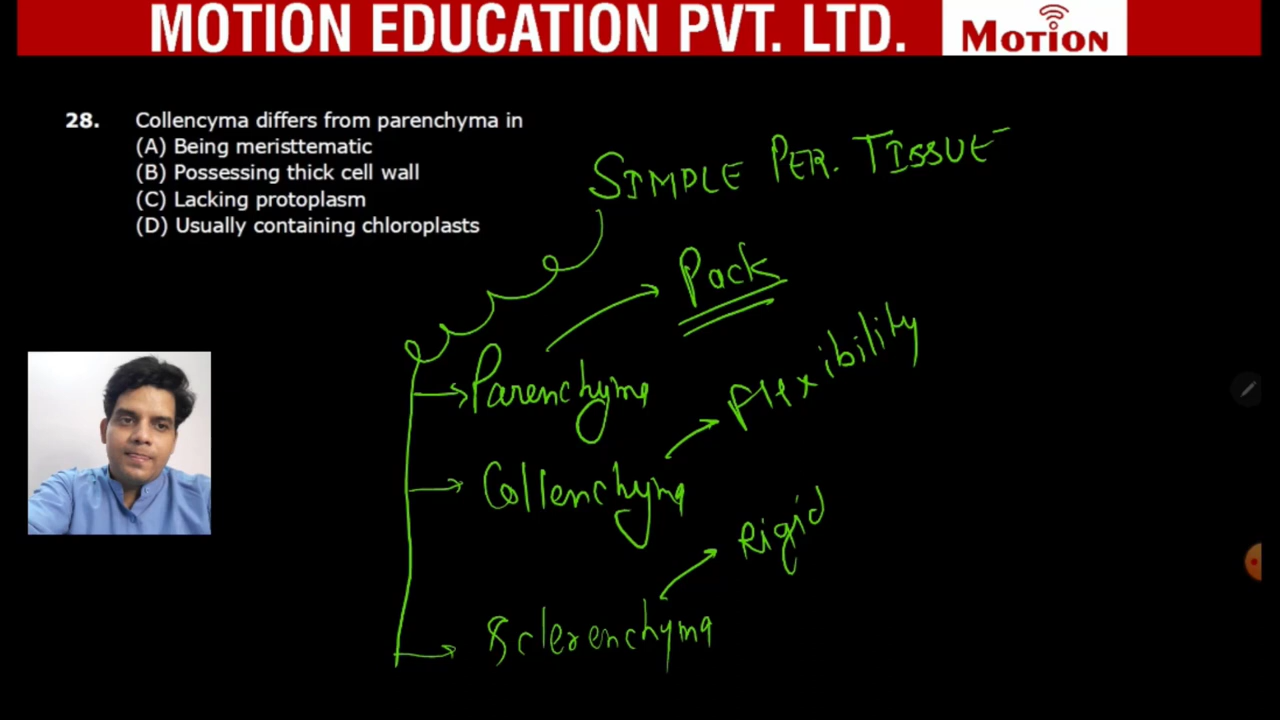 MOTION EDUCATION PVT. LTD.
MOTION
28. Collencyma differs from parenchyma in
(A) Being meristtematic
(B) Possessing thick cell wall
(C) Lacking protoplasm
(D) Usually containing chloroplasts
SIMPLE PER. TISSUE
Pack
Parenchyma
Flexibility
Collenchyma
Rigid
Sclerenchyma